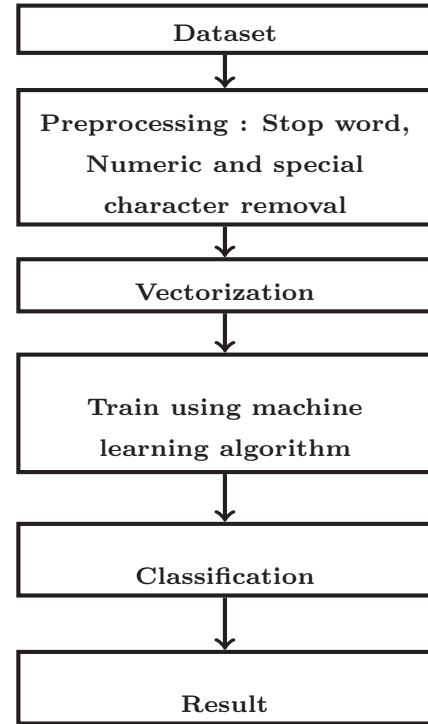 Dataset
Preprocessing : Stop word,
Numeric and special
character removal
Vectorization
Train using machine
learning algorithm
Classification
Result